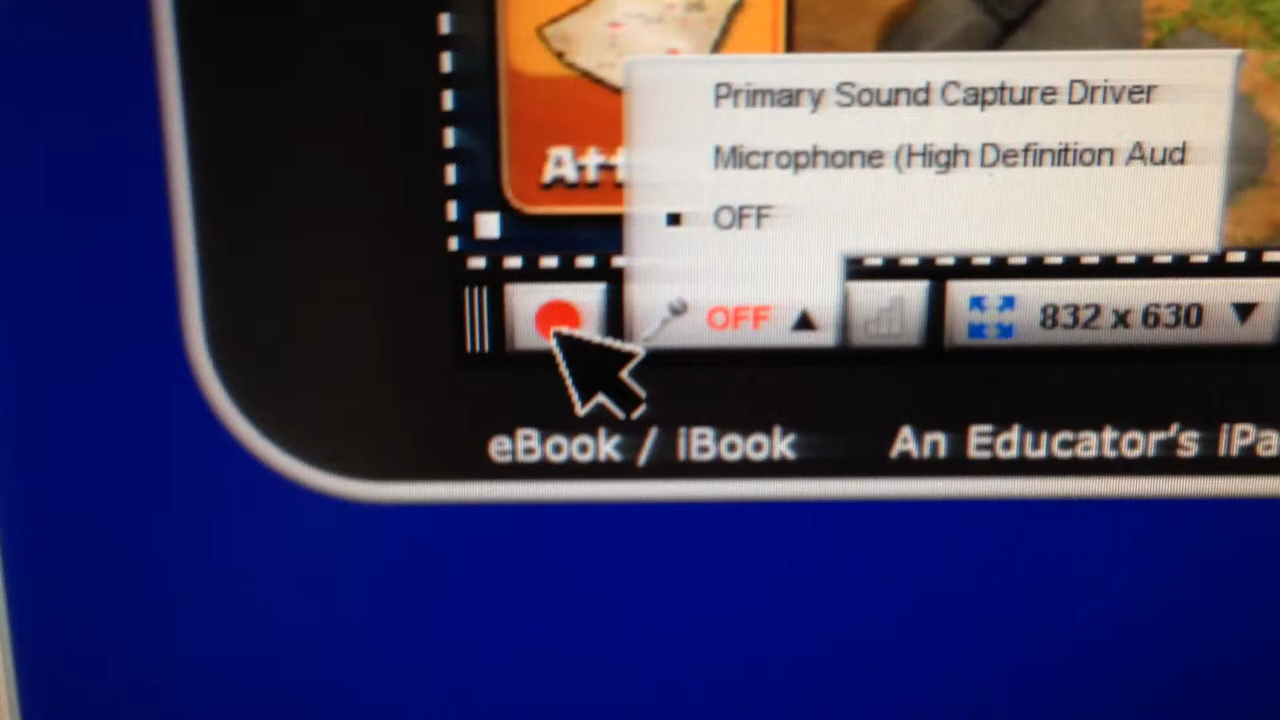 Primary Sound Capture Driver
Microphone (High Definition Aud
OFF
OFF
832 x 630
eBook / iBook
An Educator's iPa